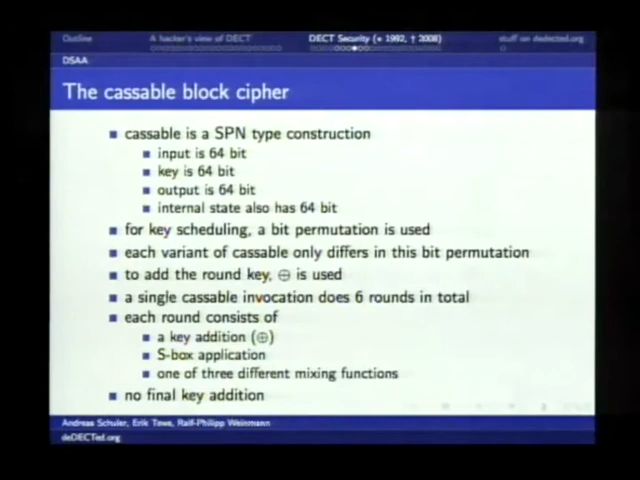 Outline A hacker's view of DECT DECT Security (* 1992, † 2008) stuff on dedected.org
DSAA
The cassable block cipher
cassable is a SPN type construction
input is 64 bit
key is 64 bit
output is 64 bit
internal state also has 64 bit
for key scheduling, a bit permutation is used
each variant of cassable only differs in this bit permutation
to add the round key, ⊕ is used
a single cassable invocation does 6 rounds in total
each round consists of
a key addition (⊕)
S-box application
one of three different mixing functions
no final key addition
Andreas Schuler, Erik Tews, Ralf-Philipp Weinmann
deDECTed.org